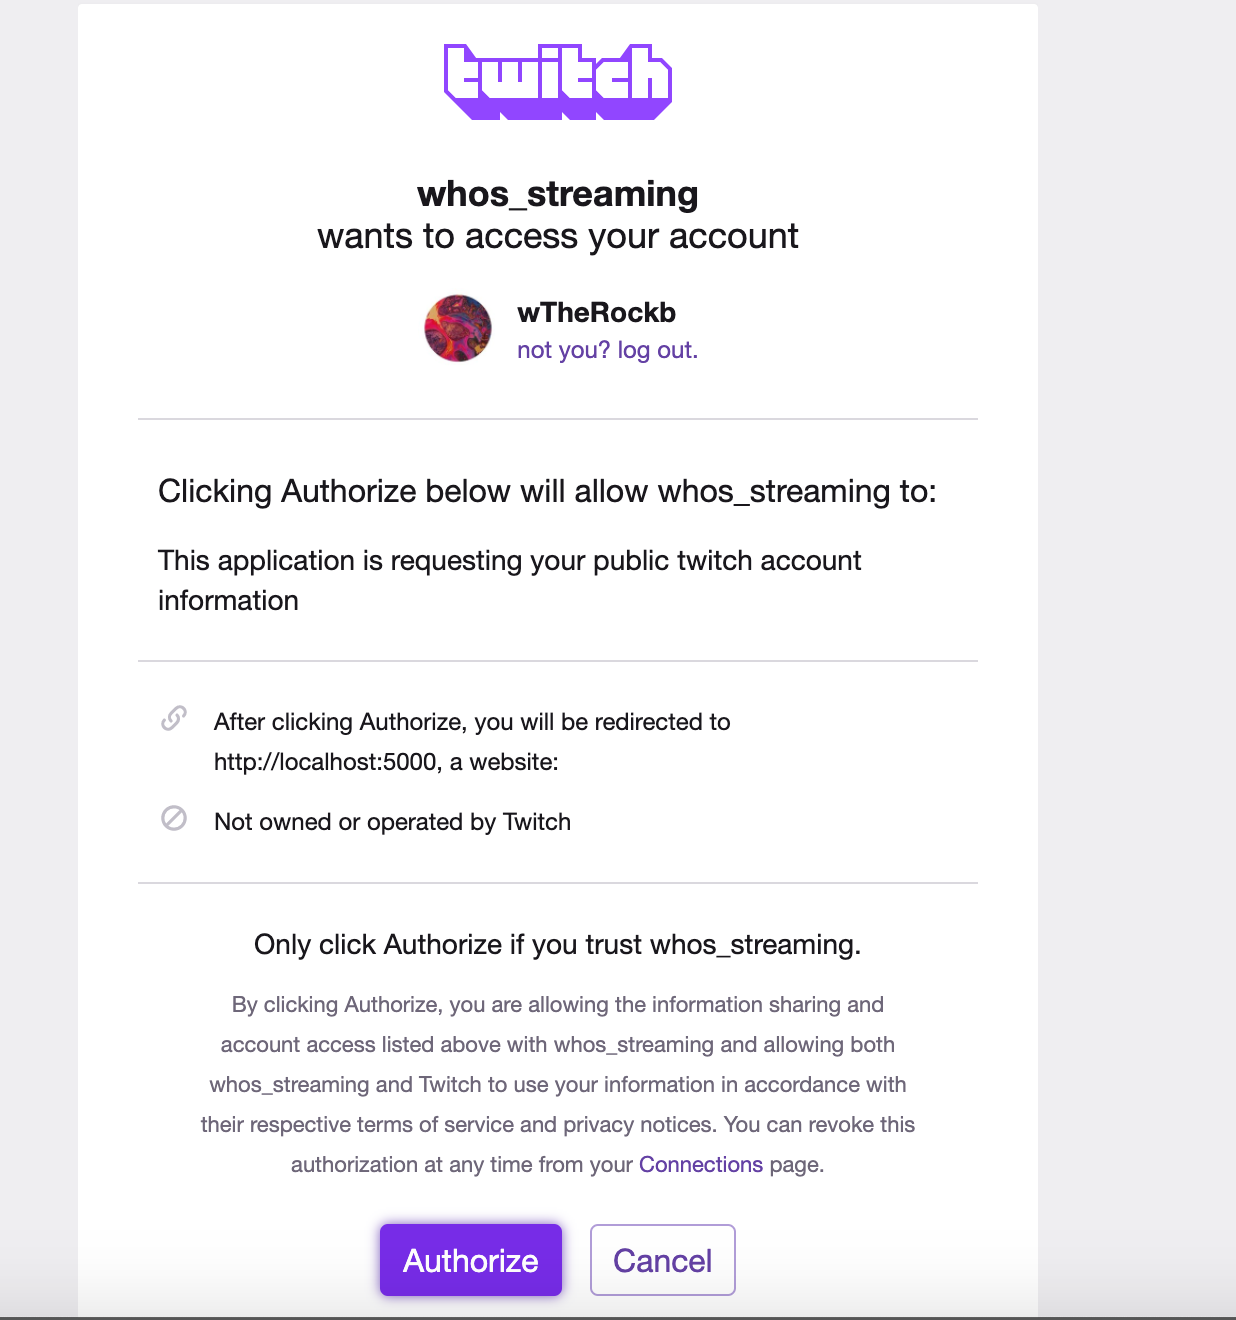 twitch
whos_streaming
wants to access your account
wTheRockb
not you? log out.
Clicking Authorize below will allow whos_streaming to:
This application is requesting your public twitch account
information
After clicking Authorize, you will be redirected to
http://localhost:5000, a website:
Not owned or operated by Twitch
Only click Authorize if you trust whos_streaming.
By clicking Authorize, you are allowing the information sharing and
account access listed above with whos_streaming and allowing both
whos_streaming and Twitch to use your information in accordance with
their respective terms of service and privacy notices. You can revoke this
authorization at any time from your Connections page.
Authorize
Cancel